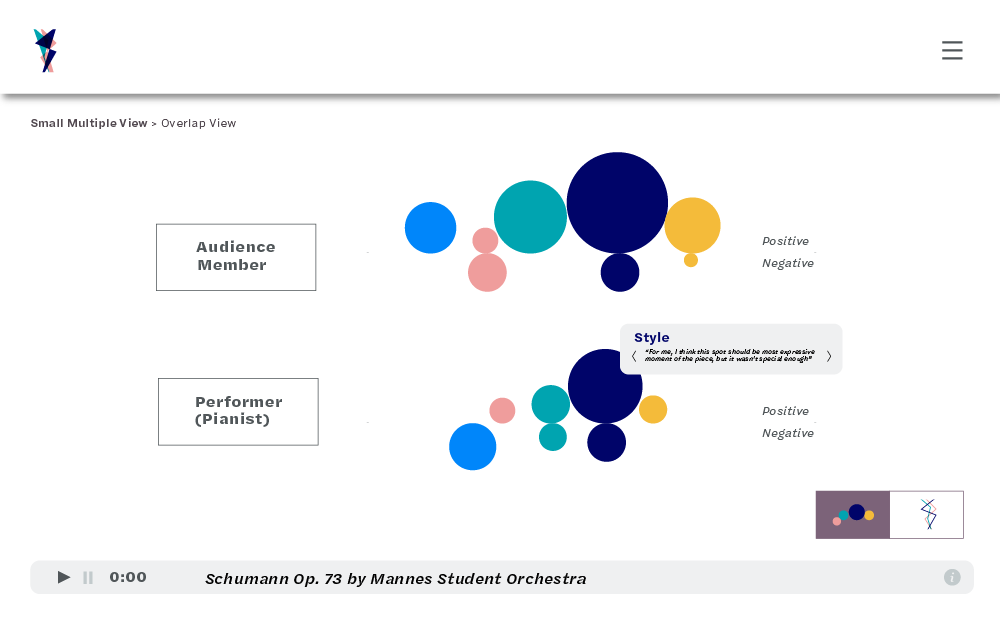 Small Multiple View > Overlap View
Audience
Member
Positive
Negative
Style
"For me, I think this spot should be most expressive
moment of the piece, but it wasn't special enough"
Performer
(Pianist)
Positive
Negative
0:00
Schumann Op. 73 by Mannes Student Orchestra
i